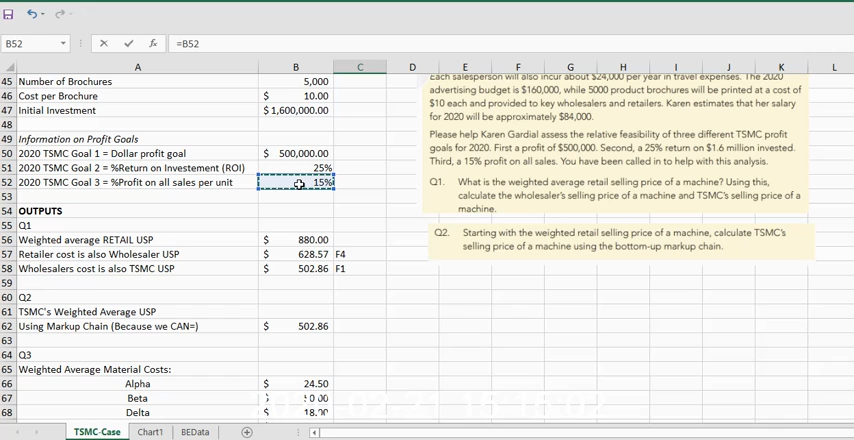 B52 =B52
A B C D E F G H I J K L
45 Number of Brochures 5,000
46 Cost per Brochure $ 10.00
47 Initial Investment $ 1,600,000.00
48
49 Information on Profit Goals
50 2020 TSMC Goal 1 = Dollar profit goal $ 500,000.00
51 2020 TSMC Goal 2 = %Return on Investement (ROI) 25%
52 2020 TSMC Goal 3 = %Profit on all sales per unit 15%
53
54 OUTPUTS
55 Q1
56 Weighted average RETAIL USP $ 880.00
57 Retailer cost is also Wholesaler USP $ 628.57 F4
58 Wholesalers cost is also TSMC USP $ 502.86 F1
59
60 Q2
61 TSMC's Weighted Average USP
62 Using Markup Chain (Because we CAN=) $ 502.86
63
64 Q3
65 Weighted Average Material Costs:
66 Alpha $ 24.50
67 Beta $
68 Delta $ 18.00
Each salesperson will also incur about $24,000 per year in travel expenses. The 2020
advertising budget is $160,000, while 5000 product brochures will be printed at a cost of
$10 each and provided to key wholesalers and retailers. Karen estimates that her salary
for 2020 will be approximately $84,000.
Please help Karen Gardial assess the relative feasibility of three different TSMC profit
goals for 2020. First a profit of $500,000. Second, a 25% return on $1.6 million invested.
Third, a 15% profit on all sales. You have been called in to help with this analysis.
Q1. What is the weighted average retail selling price of a machine? Using this,
calculate the wholesaler's selling price of a machine and TSMC's selling price of a
machine.
Q2. Starting with the weighted retail selling price of a machine, calculate TSMC's
selling price of a machine using the bottom-up markup chain.
TSMC-Case Chart1 BEData